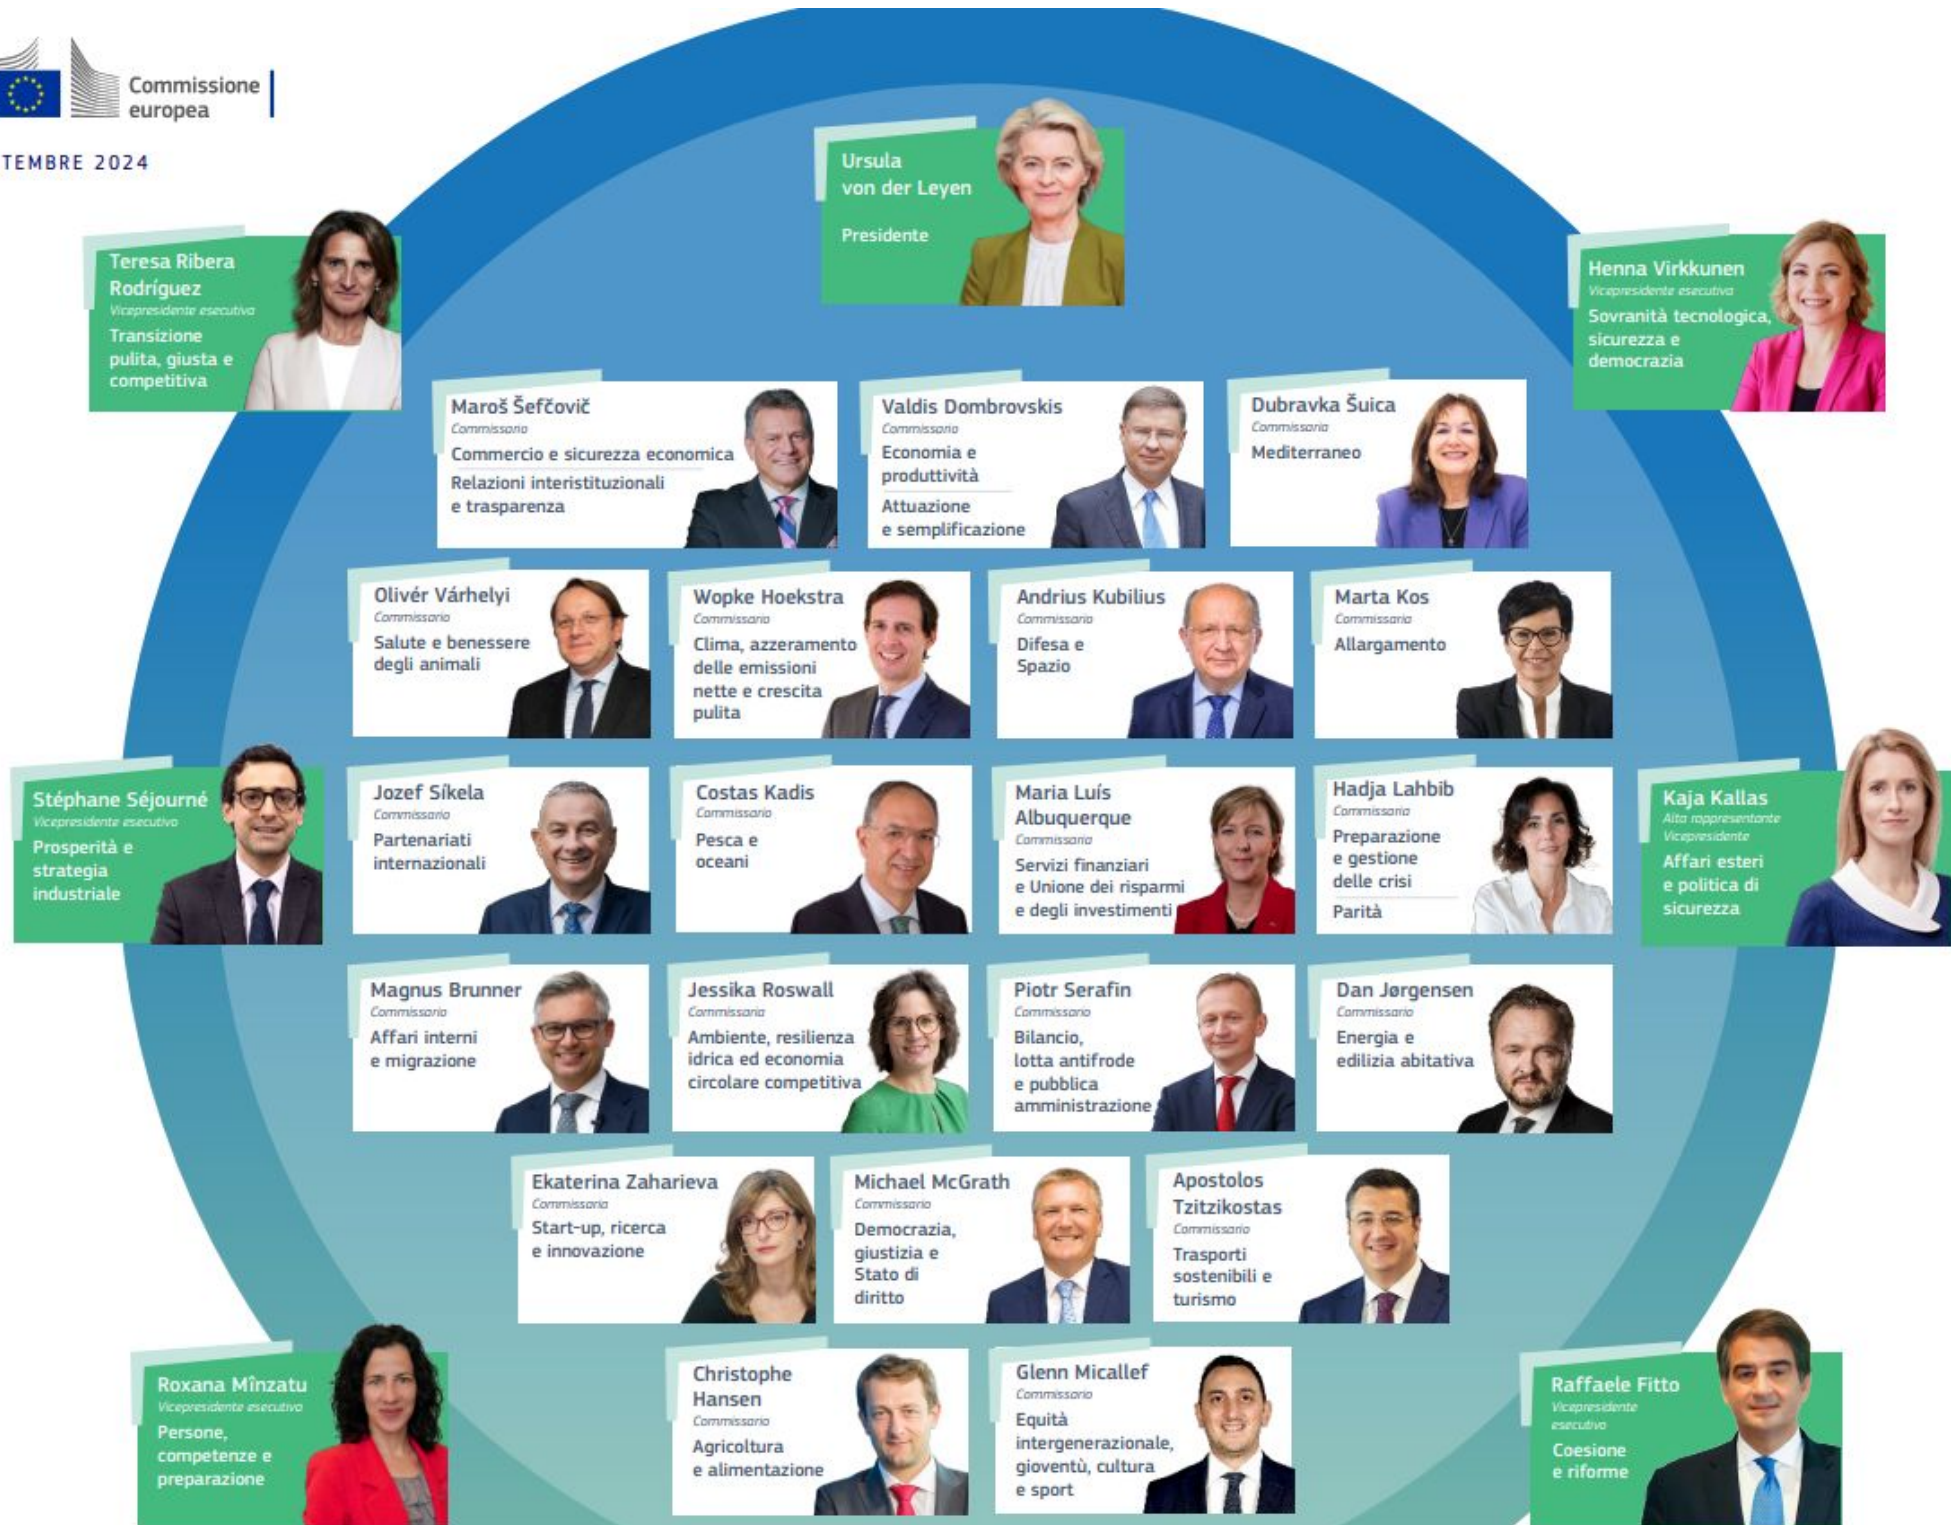 Commissione
europea
TEMBRE 2024
Ursula
von der Leyen
Presidente
Teresa Ribera
Rodríguez
Vicepresidente esecutiva
Transizione
pulita, giusta e
competitiva
Henna Virkkunen
Vicepresidente esecutiva
Sovranità tecnologica,
sicurezza e
democrazia
Maroš Šefčovič
Commissario
Commercio e sicurezza economica
Relazioni interistituzionali
e trasparenza
Valdis Dombrovskis
Commissario
Economia e
produttività
Attuazione
e semplificazione
Dubravka Šuica
Commissaria
Mediterraneo
Olivér Várhelyi
Commissario
Salute e benessere
degli animali
Wopke Hoekstra
Commissario
Clima, azzeramento
delle emissioni
nette e crescita
pulita
Andrius Kubilius
Commissario
Difesa e
Spazio
Marta Kos
Commissaria
Allargamento
Stéphane Séjourné
Vicepresidente esecutivo
Prosperità e
strategia
industriale
Jozef Síkela
Commissario
Partenariati
internazionali
Costas Kadis
Commissario
Pesca e
oceani
Maria Luís
Albuquerque
Commissaria
Servizi finanziari
e Unione dei risparmi
e degli investimenti
Hadja Lahbib
Commissaria
Preparazione
e gestione
delle crisi
Parità
Kaja Kallas
Alta rappresentante
Vicepresidente
Affari esteri
e politica di
sicurezza
Magnus Brunner
Commissario
Affari interni
e migrazione
Jessika Roswall
Commissaria
Ambiente, resilienza
idrica ed economia
circolare competitiva
Piotr Serafin
Commissario
Bilancio,
lotta antifrode
e pubblica
amministrazione
Dan Jørgensen
Commissario
Energia e
edilizia abitativa
Ekaterina Zaharieva
Commissaria
Start-up, ricerca
e innovazione
Michael McGrath
Commissario
Democrazia,
giustizia e
Stato di
diritto
Apostolos
Tzitzikostas
Commissario
Trasporti
sostenibili e
turismo
Roxana Mînzatu
Vicepresidente esecutiva
Persone,
competenze e
preparazione
Christophe
Hansen
Commissario
Agricoltura
e alimentazione
Glenn Micallef
Commissario
Equità
intergenerazionale,
gioventù, cultura
e sport
Raffaele Fitto
Vicepresidente
esecutivo
Coesione
e riforme